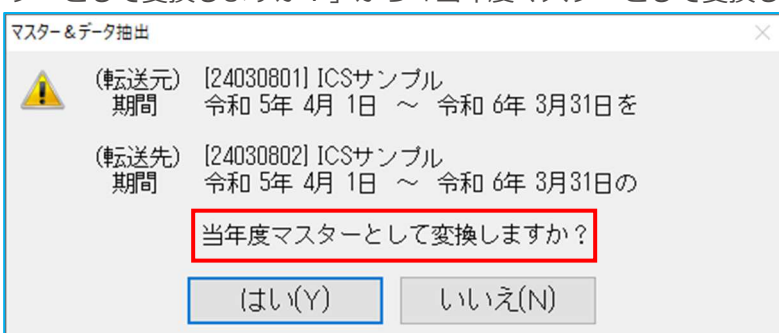 マスター＆データ抽出
(転送元) [24030801] ICSサンプル
期間 令和 5年 4月 1日 ～ 令和 6年 3月31日を
(転送先) [24030802] ICSサンプル
期間 令和 5年 4月 1日 ～ 令和 6年 3月31日の
当年度マスターとして変換しますか？
はい(Y) いいえ(N)